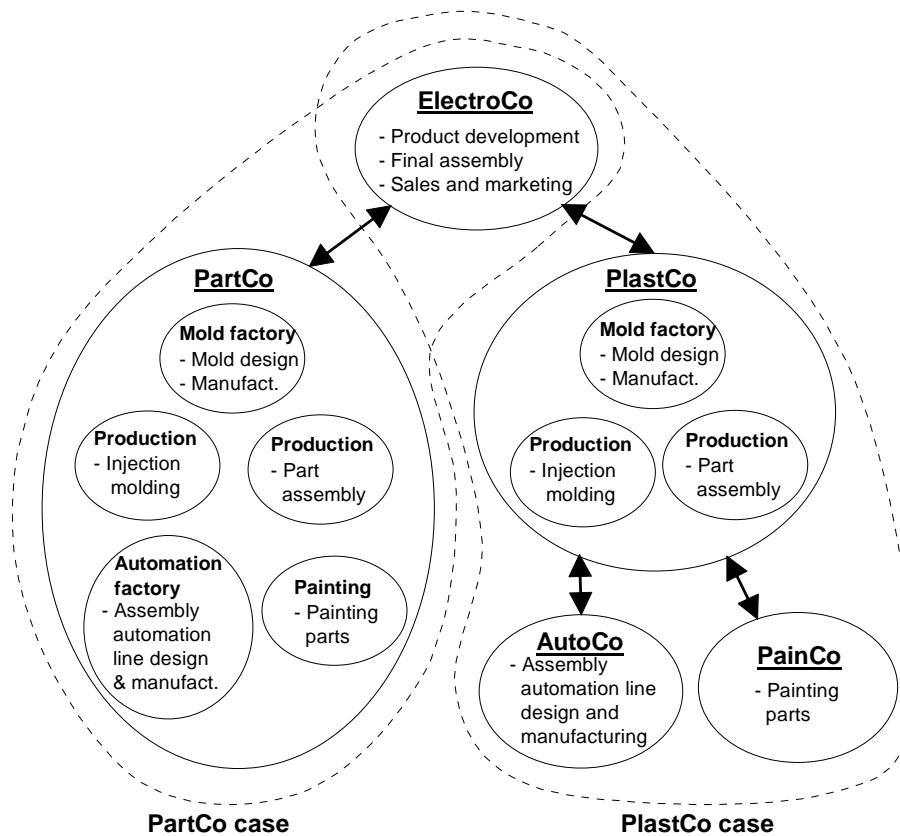 ElectroCo
- Product development
- Final assembly
- Sales and marketing
PartCo
Mold factory
- Mold design
- Manufact.
Production
- Injection
molding
Production
- Part
assembly
Automation
factory
- Assembly
automation
line design
& manufact.
Painting
- Painting
parts
PlastCo
Mold factory
- Mold design
- Manufact.
Production
- Injection
molding
Production
- Part
assembly
AutoCo
- Assembly
automation line
design and
manufacturing
PainCo
- Painting
parts
PartCo case
PlastCo case